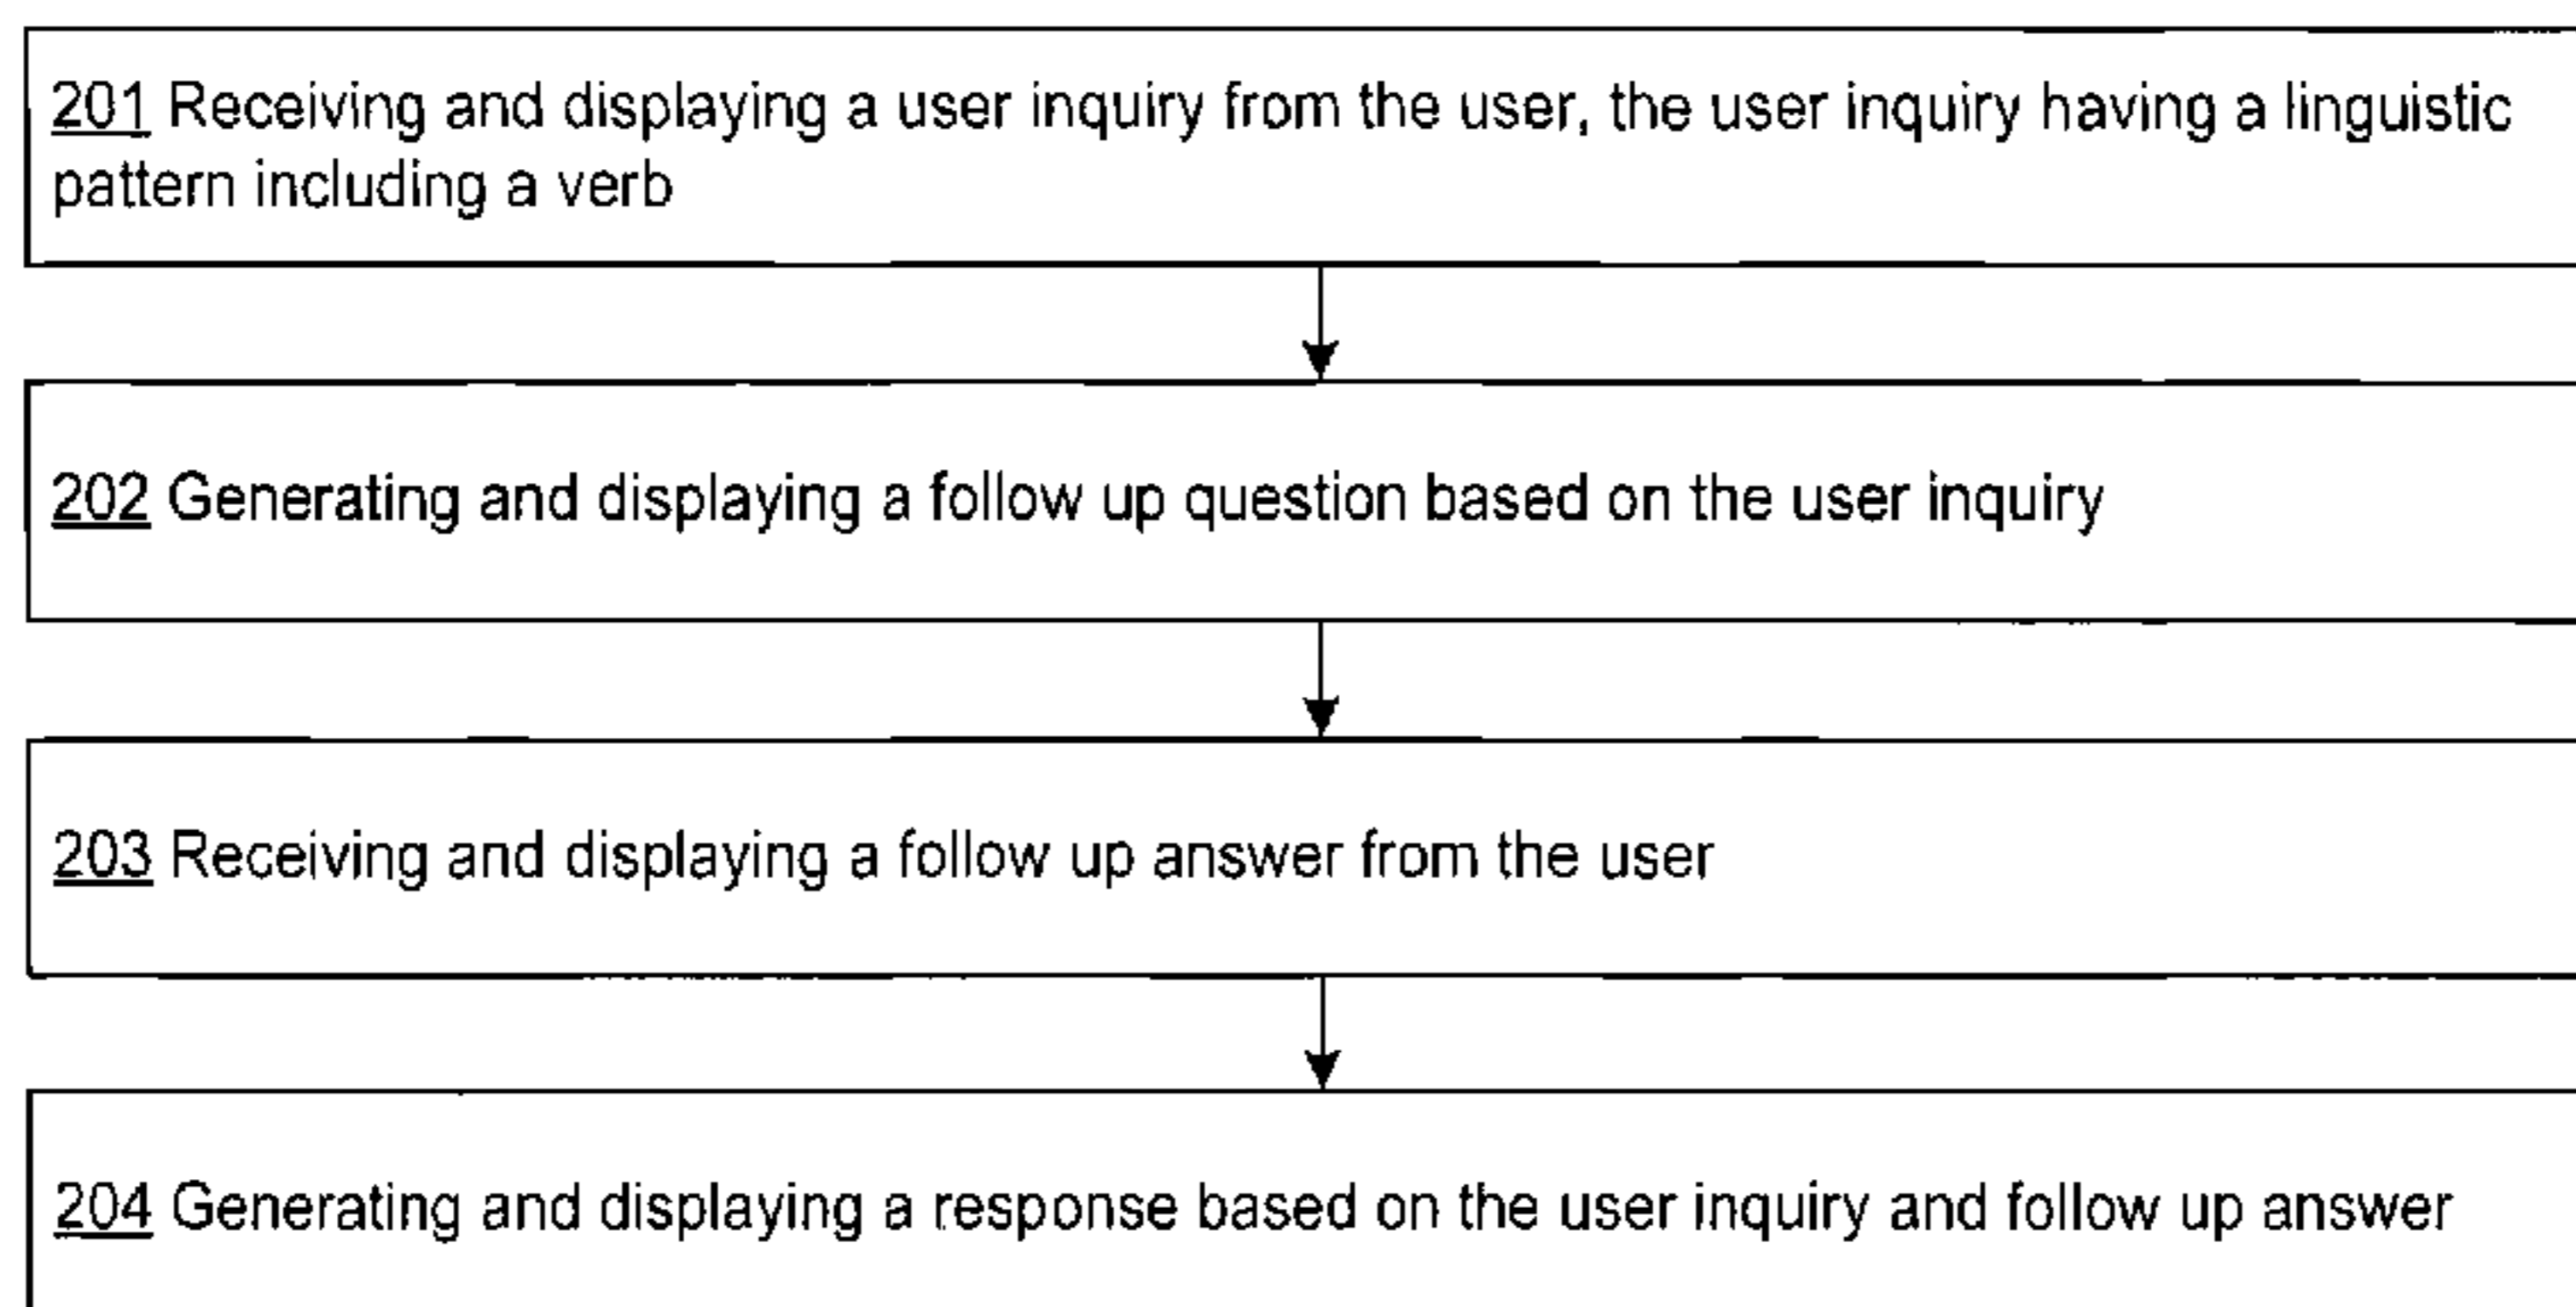 201 Receiving and displaying a user inquiry from the user, the user inquiry having a linguistic
pattern including a verb
202 Generating and displaying a follow up question based on the user inquiry
203 Receiving and displaying a follow up answer from the user
204 Generating and displaying a response based on the user inquiry and follow up answer